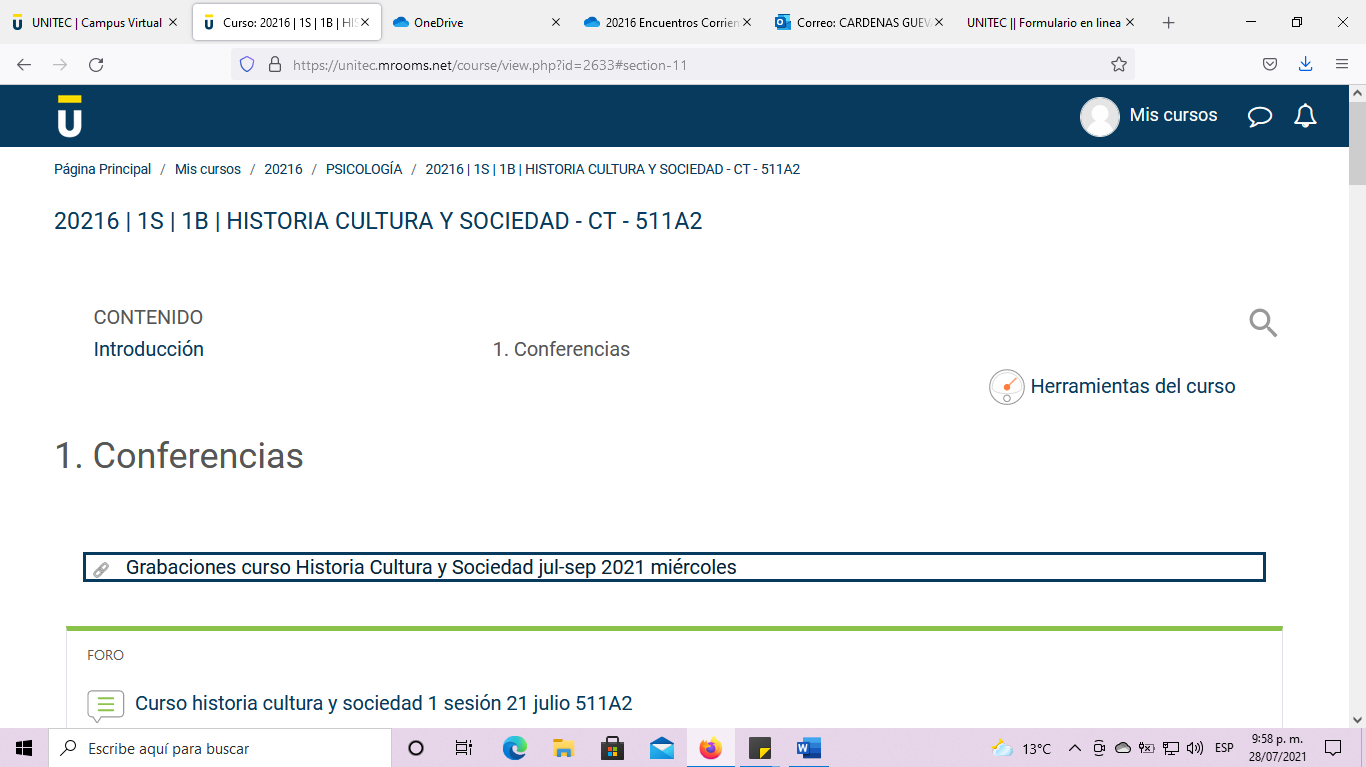 UNITEC | Campus Virtual
Curso: 20216 | 1S | 1B | HIS
OneDrive
20216 Encuentros Corrien
Correo: CARDENAS GUEVA
UNITEC || Formulario en linea
https://unitec.mrooms.net/course/view.php?id=2633#section-11
U
Mis cursos
Página Principal / Mis cursos / 20216 / PSICOLOGÍA / 20216 | 1S | 1B | HISTORIA CULTURA Y SOCIEDAD - CT - 511A2
20216 | 1S | 1B | HISTORIA CULTURA Y SOCIEDAD - CT - 511A2
CONTENIDO
Introducción
1. Conferencias
Herramientas del curso
1. Conferencias
Grabaciones curso Historia Cultura y Sociedad jul-sep 2021 miércoles
FORO
Curso historia cultura y sociedad 1 sesión 21 julio 511A2
Escribe aquí para buscar
13°C
ESP
9:58 p. m.
28/07/2021